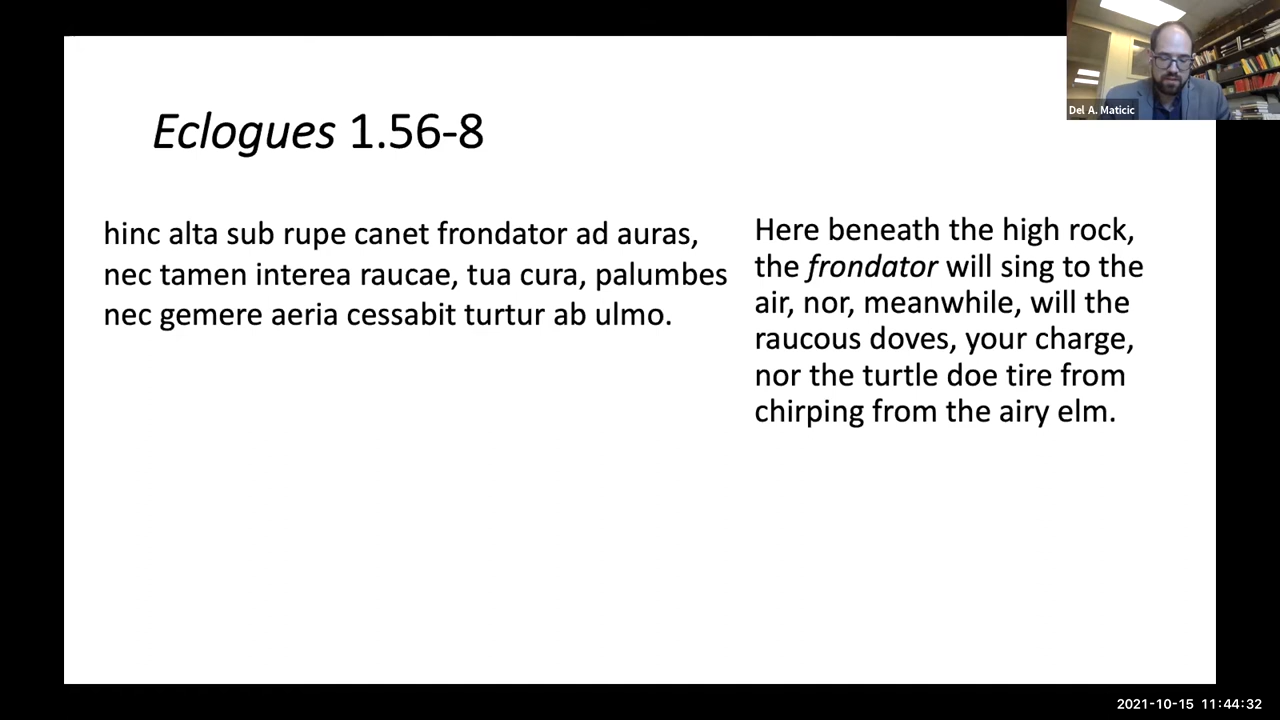 Del A. Maticic
Eclogues 1.56-8
hinc alta sub rupe canet frondator ad auras,
nec tamen interea raucae, tua cura, palumbes
nec gemere aeria cessabit turtur ab ulmo.
Here beneath the high rock,
the frondator will sing to the
air, nor, meanwhile, will the
raucous doves, your charge,
nor the turtle doe tire from
chirping from the airy elm.
2021-10-15 11:44:32